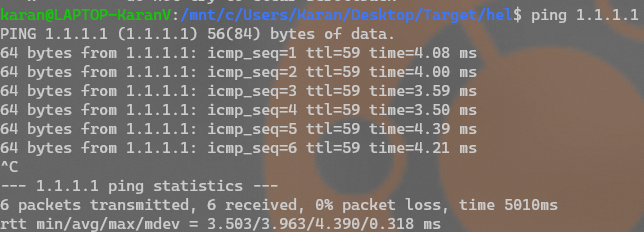 karan@LAPTOP-KaranV:/mnt/c/Users/Karan/Desktop/Target/hel$ ping 1.1.1.1
PING 1.1.1.1 (1.1.1.1) 56(84) bytes of data.
64 bytes from 1.1.1.1: icmp_seq=1 ttl=59 time=4.08 ms
64 bytes from 1.1.1.1: icmp_seq=2 ttl=59 time=4.00 ms
64 bytes from 1.1.1.1: icmp_seq=3 ttl=59 time=3.59 ms
64 bytes from 1.1.1.1: icmp_seq=4 ttl=59 time=3.50 ms
64 bytes from 1.1.1.1: icmp_seq=5 ttl=59 time=4.39 ms
64 bytes from 1.1.1.1: icmp_seq=6 ttl=59 time=4.21 ms
^C
--- 1.1.1.1 ping statistics ---
6 packets transmitted, 6 received, 0% packet loss, time 5010ms
rtt min/avg/max/mdev = 3.503/3.963/4.390/0.318 ms